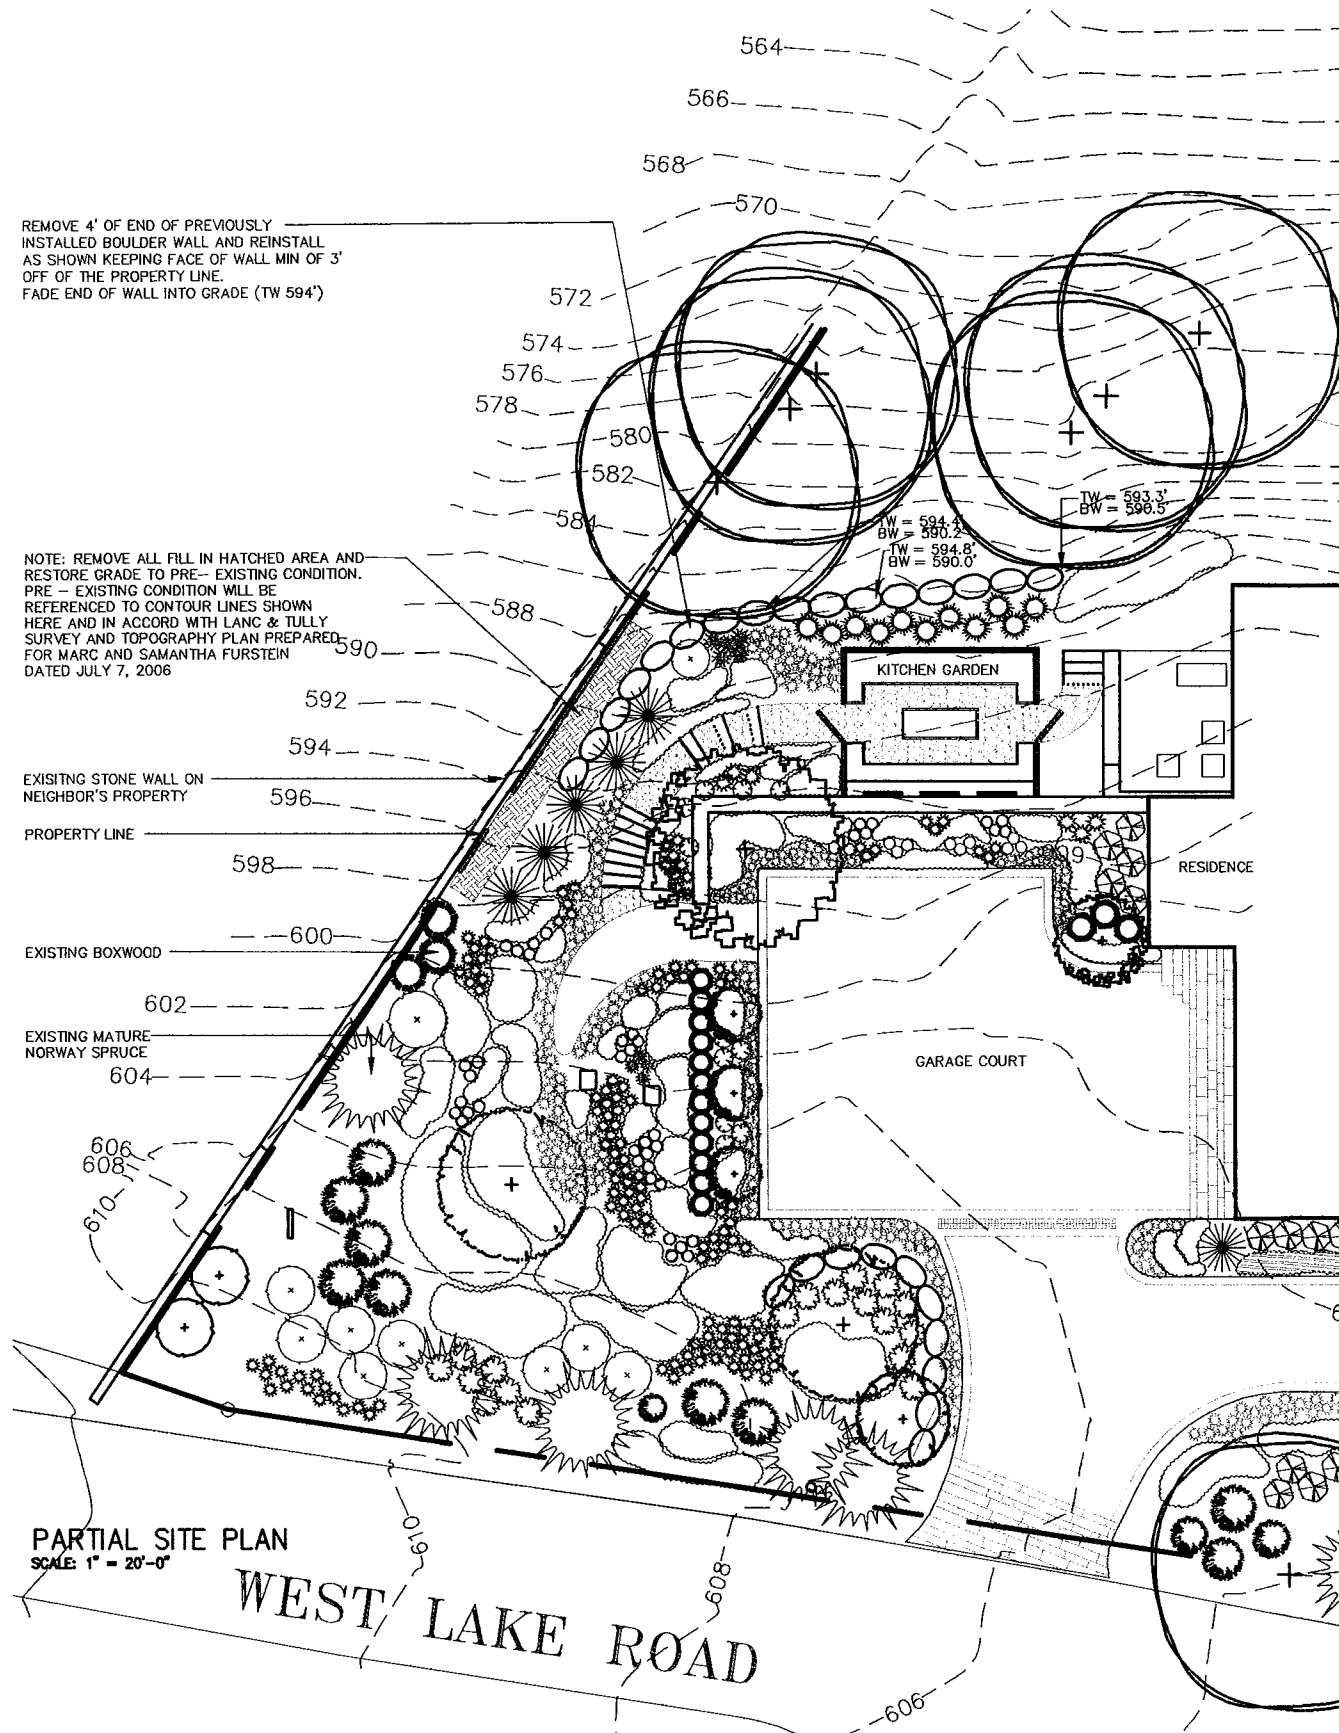 564
566
568
570
REMOVE 4' OF END OF PREVIOUSLY
INSTALLED BOULDER WALL AND REINSTALL
AS SHOWN KEEPING FACE OF WALL MIN OF 3'
OFF OF THE PROPERTY LINE.
FADE END OF WALL INTO GRADE (TW 594')
572
574
576
578
580
582
584
TW = 593.3'
BW = 590.5'
TW = 594.4'
BW = 590.2'
TW = 594.8'
BW = 590.0'
NOTE: REMOVE ALL FILL IN HATCHED AREA AND
RESTORE GRADE TO PRE- EXISTING CONDITION.
PRE - EXISTING CONDITION WILL BE
REFERENCED TO CONTOUR LINES SHOWN
HERE AND IN ACCORD WITH LANC & TULLY
SURVEY AND TOPOGRAPHY PLAN PREPARED
FOR MARC AND SAMANTHA FURSTEIN
DATED JULY 7, 2006
588
590
KITCHEN GARDEN
592
594
EXISITNG STONE WALL ON
NEIGHBOR'S PROPERTY
596
PROPERTY LINE
598
RESIDENCE
600
EXISTING BOXWOOD
602
EXISTING MATURE
NORWAY SPRUCE
604
GARAGE COURT
606
608
610
PARTIAL SITE PLAN
SCALE: 1" = 20'-0"
610
608
606
WEST LAKE ROAD